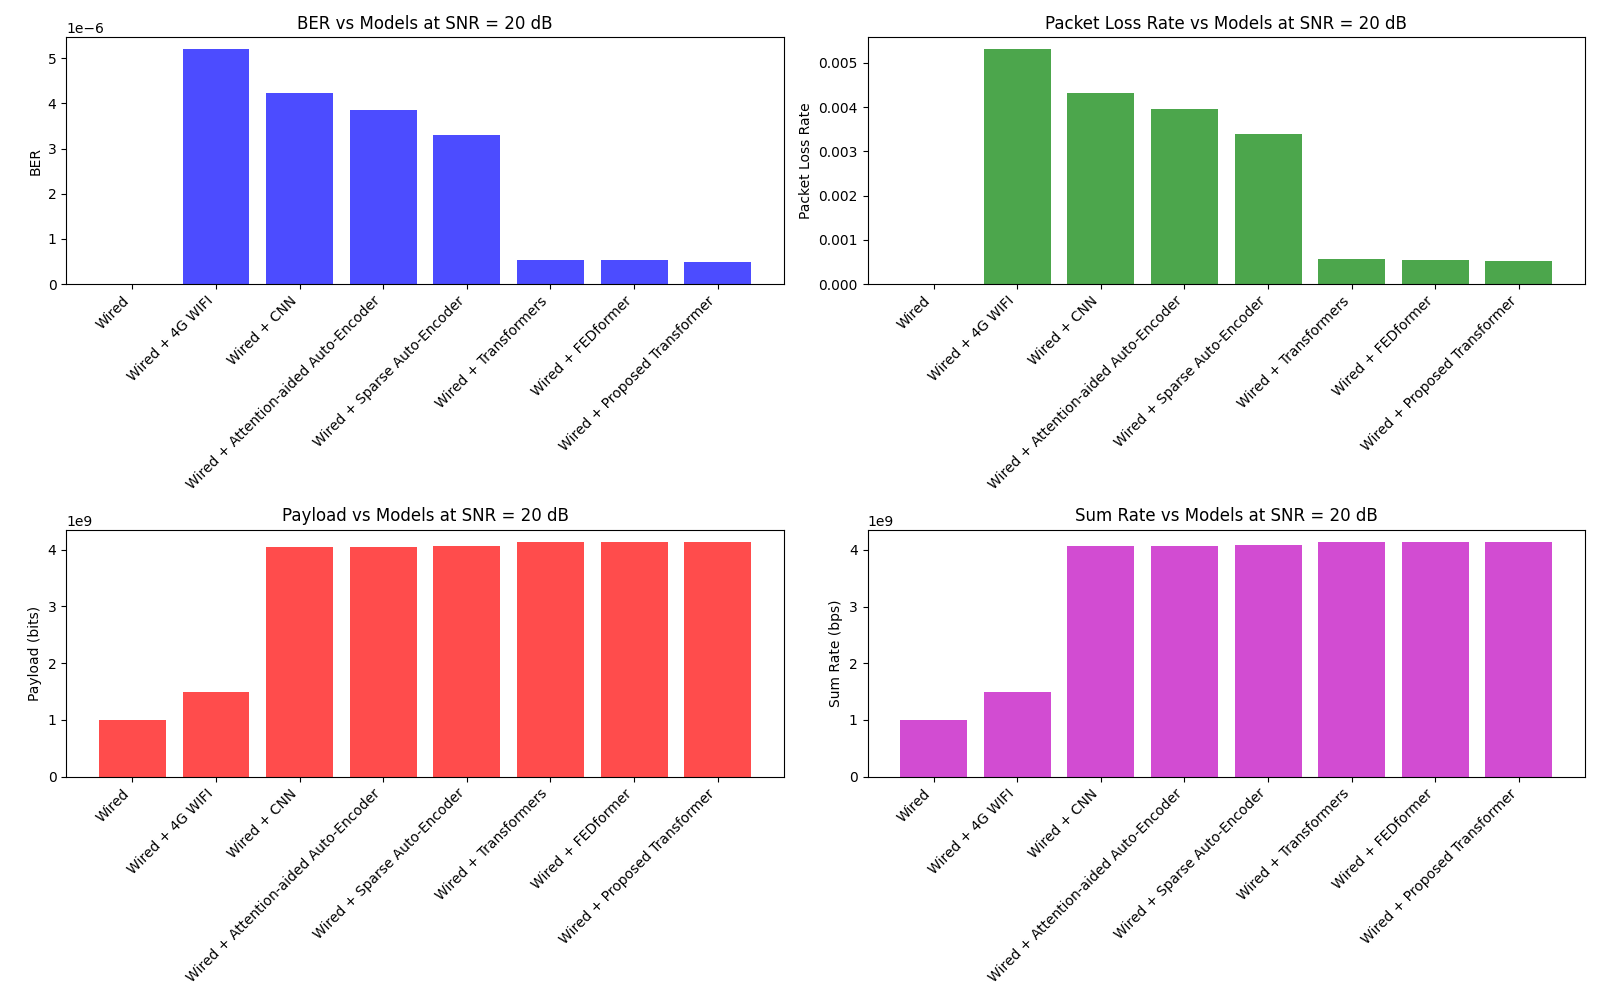 BER vs Models at SNR = 20 dB
1e−6
BER
5
4
3
2
1
0
Wired
Wired + 4G WIFI
Wired + CNN
Wired + Attention-aided Auto-Encoder
Wired + Sparse Auto-Encoder
Wired + Transformers
Wired + FEDformer
Wired + Proposed Transformer
Packet Loss Rate vs Models at SNR = 20 dB
Packet Loss Rate
0.005
0.004
0.003
0.002
0.001
0.000
Wired
Wired + 4G WIFI
Wired + CNN
Wired + Attention-aided Auto-Encoder
Wired + Sparse Auto-Encoder
Wired + Transformers
Wired + FEDformer
Wired + Proposed Transformer
Payload vs Models at SNR = 20 dB
1e9
Payload (bits)
4
3
2
1
0
Wired
Wired + 4G WIFI
Wired + CNN
Wired + Attention-aided Auto-Encoder
Wired + Sparse Auto-Encoder
Wired + Transformers
Wired + FEDformer
Wired + Proposed Transformer
Sum Rate vs Models at SNR = 20 dB
1e9
Sum Rate (bps)
4
3
2
1
0
Wired
Wired + 4G WIFI
Wired + CNN
Wired + Attention-aided Auto-Encoder
Wired + Sparse Auto-Encoder
Wired + Transformers
Wired + FEDformer
Wired + Proposed Transformer